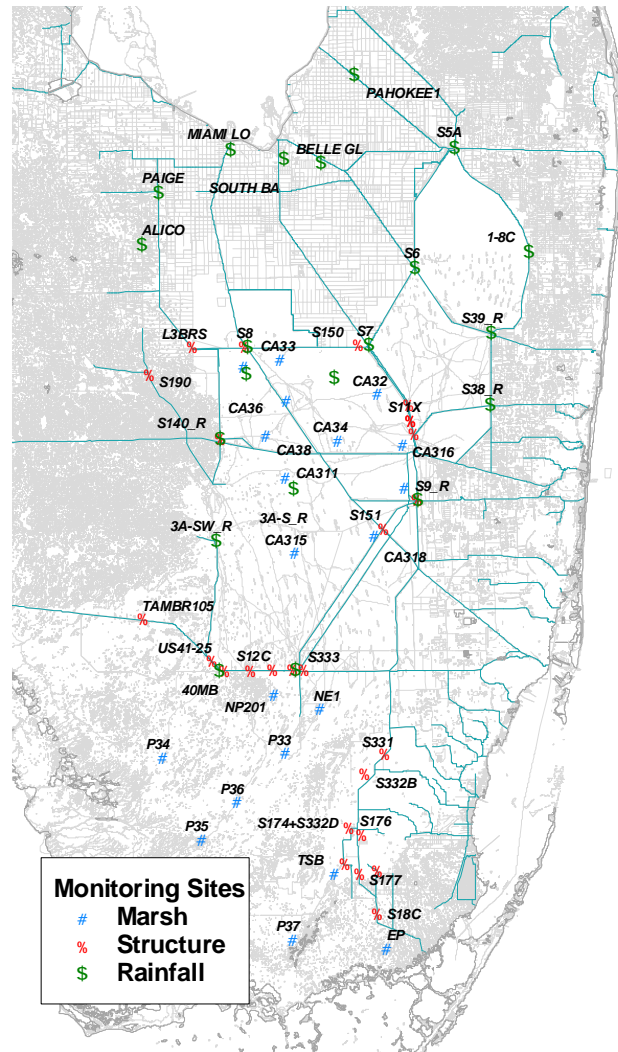 PAHOKEE1
S5A
MIAMI LO
BELLE GL
PAIGE
SOUTH BA
ALICO
1-8C
S6
S39_R
L3BRS
S8
S150
S7
CA33
S190
CA32
S38_R
CA36
S11X
S140_R
CA34
CA38
CA316
CA311
S9_R
3A-SW_R
3A-S_R
S151
CA315
CA318
TAMBR105
US41-25
S12C
S333
40MB
NP201
NE1
P34
P33
S331
S332B
P36
S174+S332D
S176
P35
TSB
S177
S18C
P37
EP
Monitoring Sites
# Marsh
% Structure
$ Rainfall